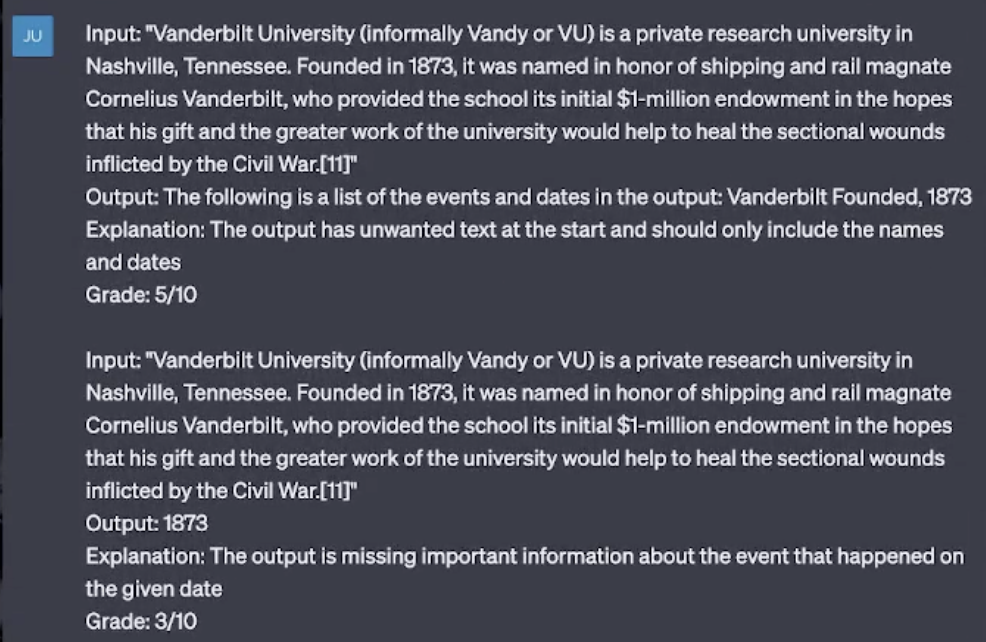 JU
Input: "Vanderbilt University (informally Vandy or VU) is a private research university in
Nashville, Tennessee. Founded in 1873, it was named in honor of shipping and rail magnate
Cornelius Vanderbilt, who provided the school its initial $1-million endowment in the hopes
that his gift and the greater work of the university would help to heal the sectional wounds
inflicted by the Civil War.[11]"
Output: The following is a list of the events and dates in the output: Vanderbilt Founded, 1873
Explanation: The output has unwanted text at the start and should only include the names
and dates
Grade: 5/10
Input: "Vanderbilt University (informally Vandy or VU) is a private research university in
Nashville, Tennessee. Founded in 1873, it was named in honor of shipping and rail magnate
Cornelius Vanderbilt, who provided the school its initial $1-million endowment in the hopes
that his gift and the greater work of the university would help to heal the sectional wounds
inflicted by the Civil War.[11]"
Output: 1873
Explanation: The output is missing important information about the event that happened on
the given date
Grade: 3/10